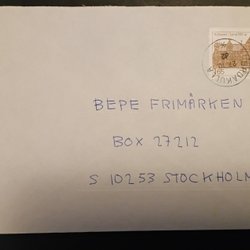 BEPE FRIMÄRKEN
BOX 27212
S 10253 STOCKHOLM